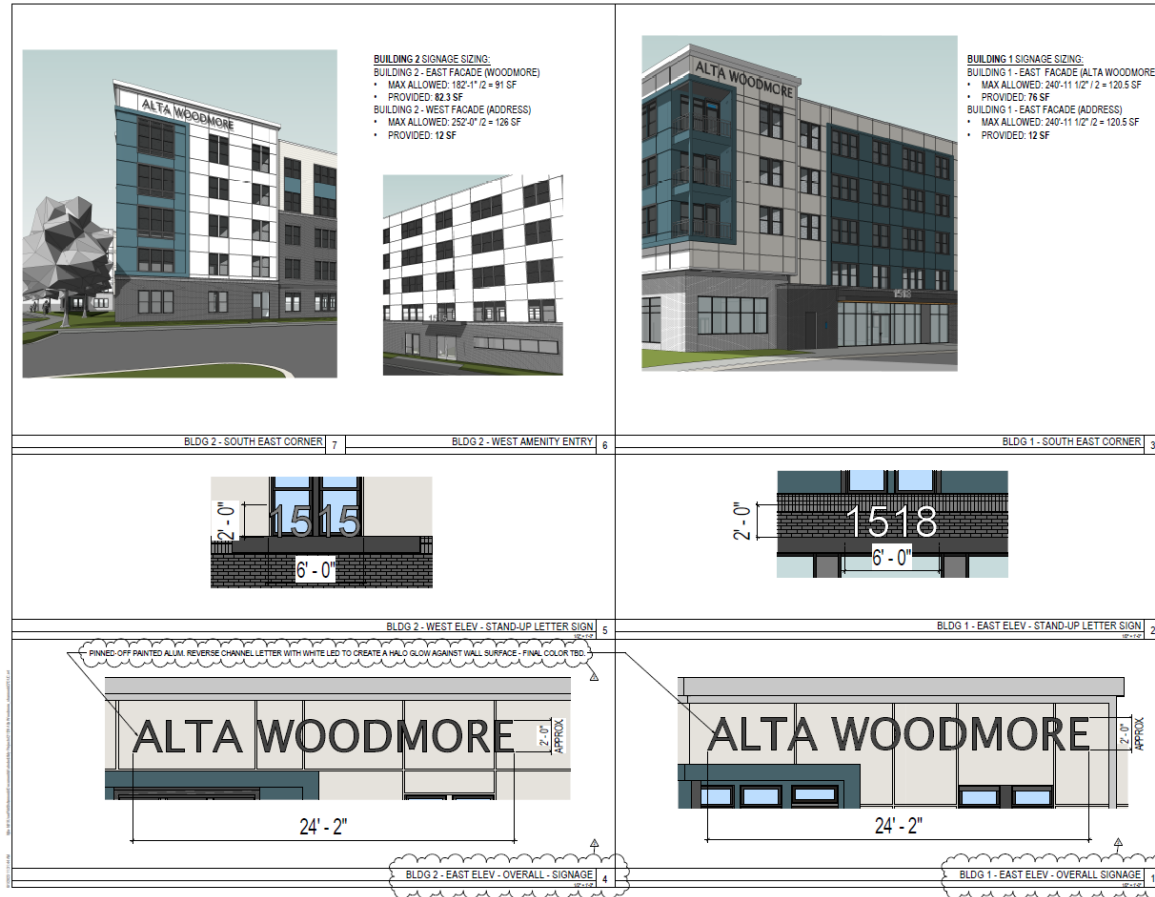 BUILDING 2 SIGNAGE SIZING:
BUILDING 2 - EAST FACADE (WOODMORE)
• MAX ALLOWED: 182'-1" /2 = 91 SF
• PROVIDED: 82.3 SF
BUILDING 2 - WEST FACADE (ADDRESS)
• MAX ALLOWED: 252'-0" /2 = 126 SF
• PROVIDED: 12 SF
ALTA WOODMORE
BLDG 2 - SOUTH EAST CORNER 7
BLDG 2 - WEST AMENITY ENTRY 6
BUILDING 1 SIGNAGE SIZING:
BUILDING 1 - EAST FACADE (ALTA WOODMORE
• MAX ALLOWED: 240'-11 1/2" / 2 = 120.5 SF
• PROVIDED: 76 SF
BUILDING 1 - EAST FACADE (ADDRESS)
• MAX ALLOWED: 240'-11 1/2" /2 = 120.5 SF
• PROVIDED: 12 SF
ALTA WOODMORE
1518
BLDG 1 - SOUTH EAST CORNER 3
2' - 0"
1515
6' - 0"
BLDG 2 - WEST ELEV - STAND-UP LETTER SIGN 5
2' - 0"
1518
6' - 0"
BLDG 1 - EAST ELEV - STAND-UP LETTER SIGN 2
PINNED-OFF PAINTED ALUM. REVERSE CHANNEL LETTER WITH WHITE LED TO CREATE A HALO GLOW AGAINST WALL SURFACE - FINAL COLOR TBD.
ALTA WOODMORE
2' - 0"
APPROX
24' - 2"
BLDG 2 - EAST ELEV - OVERALL - SIGNAGE 4
ALTA WOODMORE
2' - 0"
APPROX
24' - 2"
BLDG 1 - EAST ELEV - OVERALL SIGNAGE 1